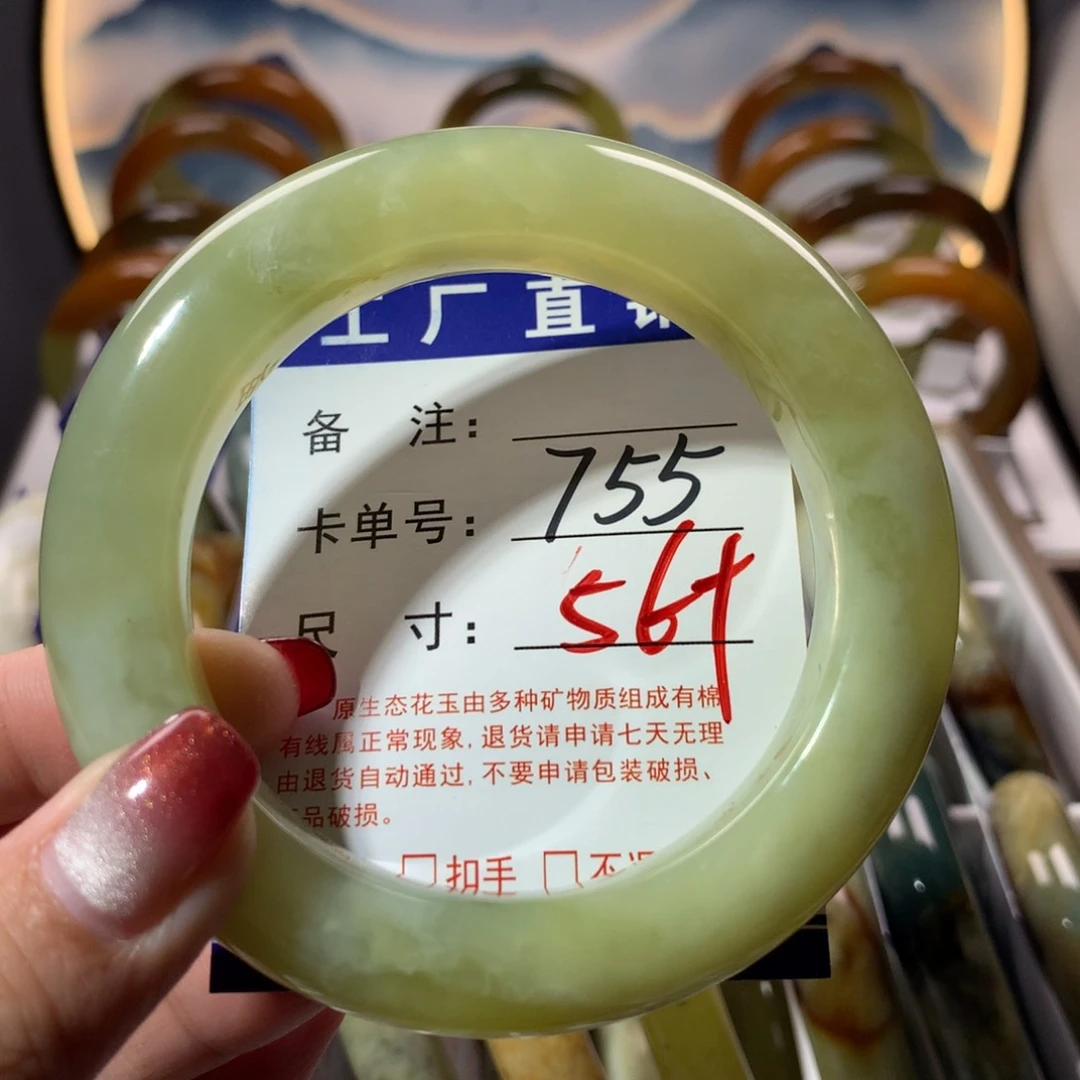 工厂直销
备 注:
卡单号: 755
尺 寸: 56+
原生态花玉由多种矿物质组成有棉
有线属正常现象,退货请申请七天无理
由退货自动通过,不要申请包装破损、
品破损。
□扣手 □不退